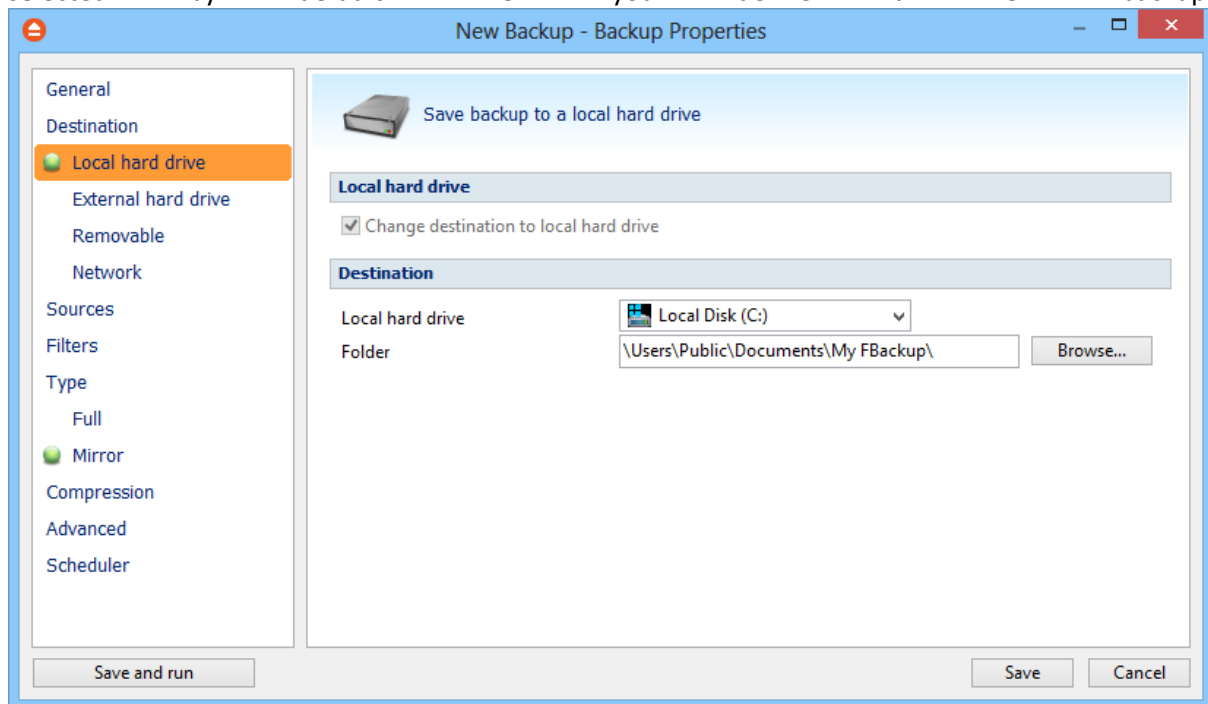 New Backup - Backup Properties
General
Destination
Local hard drive
External hard drive
Removable
Network
Sources
Filters
Type
Full
Mirror
Compression
Advanced
Scheduler
Save backup to a local hard drive
Local hard drive
Change destination to local hard drive
Destination
Local hard drive Local Disk (C:)
Folder \Users\Public\Documents\My FBackup\ Browse...
Save and run Save Cancel